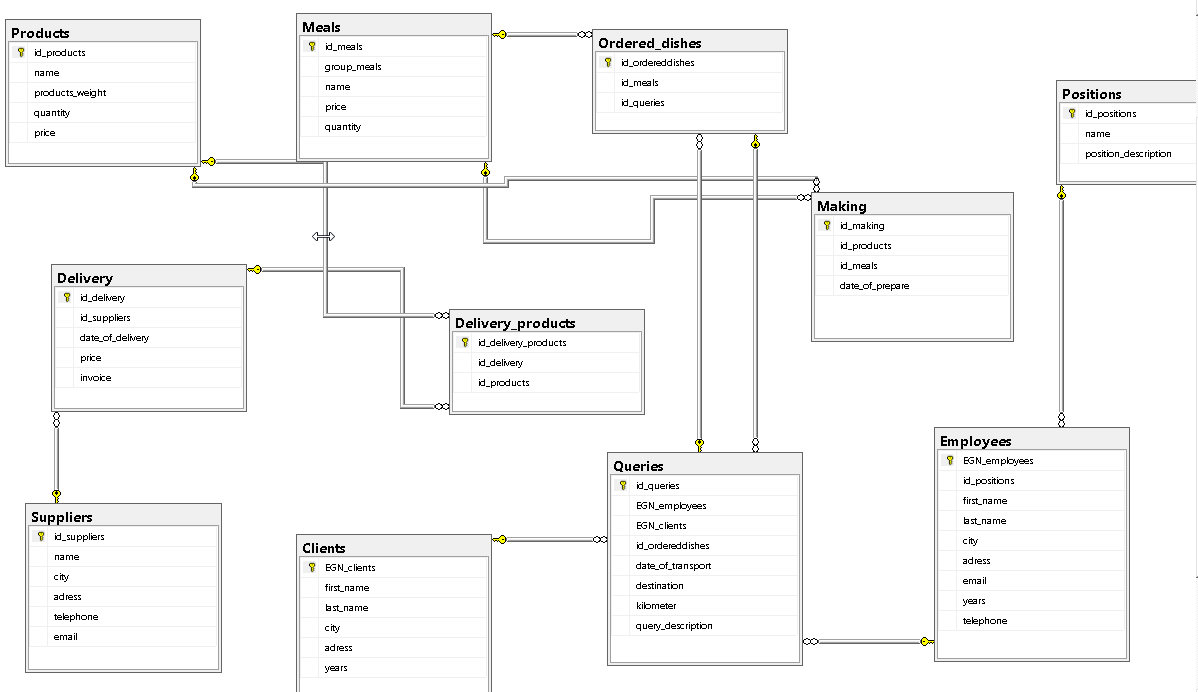 Products
id_products
name
products_weight
quantity
price
Meals
id_meals
group_meals
name
price
quantity
Ordered_dishes
id_ordereddishes
id_meals
id_queries
Positions
id_positions
name
position_description
Making
id_making
id_products
id_meals
date_of_prepare
Delivery
id_delivery
id_suppliers
date_of_delivery
price
invoice
Delivery_products
id_delivery_products
id_delivery
id_products
Suppliers
id_suppliers
name
city
adress
telephone
email
Clients
EGN_clients
first_name
last_name
city
adress
years
Queries
id_queries
EGN_employees
EGN_clients
id_ordereddishes
date_of_transport
destination
kilometer
query_description
Employees
EGN_employees
id_positions
first_name
last_name
city
adress
email
years
telephone